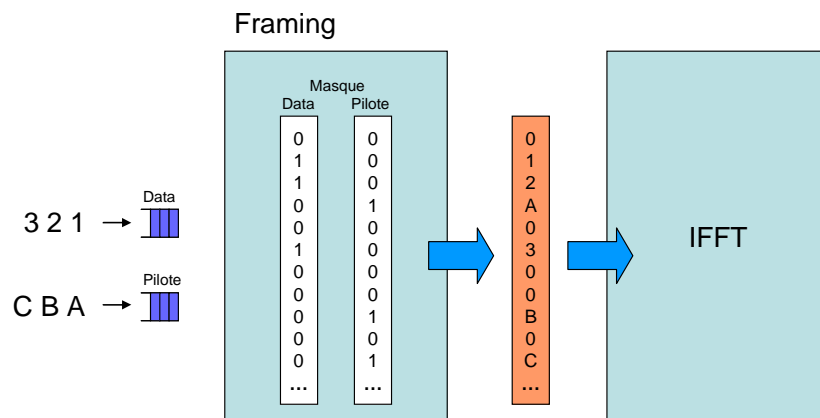 Framing
Masque
Data Pilote
0 0 0
1 0 1
1 0 2
0 1 A
0 0 0
1 0 3
0 0 0
0 0 0
0 1 B
0 0 0
0 1 C
... ... ...
Data
3 2 1
Pilote
C B A
IFFT